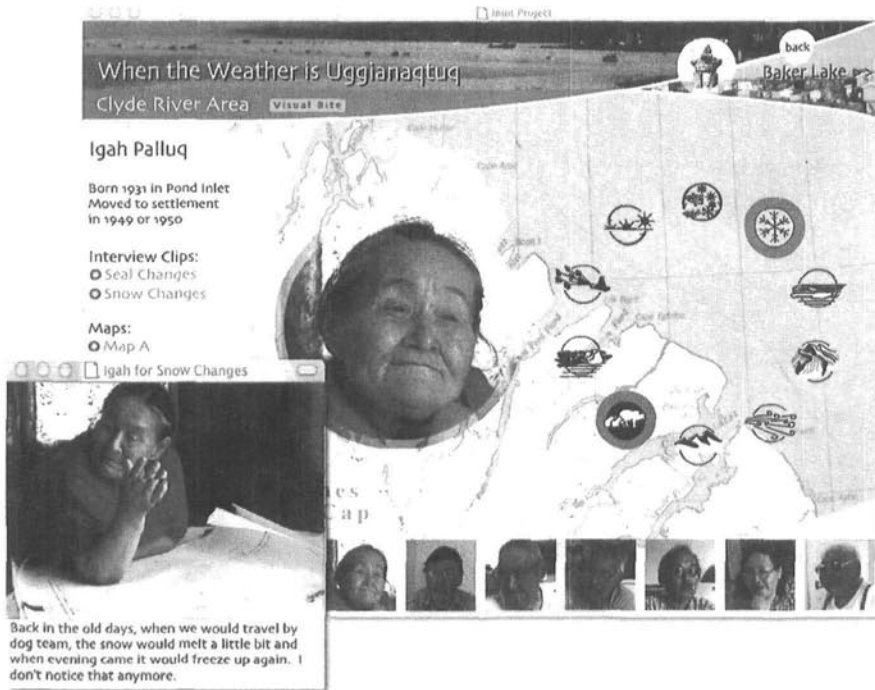 Inuit Project
When the Weather is Uggianaqtuq
back
Baker Lake >>
Clyde River Area
Visual Bite
Igah Palluq
Born 1931 in Pond Inlet
Moved to settlement
in 1949 or 1950
Interview Clips:
Seal Changes
Snow Changes
Maps:
Map A
Igah for Snow Changes
Back in the old days, when we would travel by
dog team, the snow would melt a little bit and
when evening came it would freeze up again. I
don't notice that anymore.